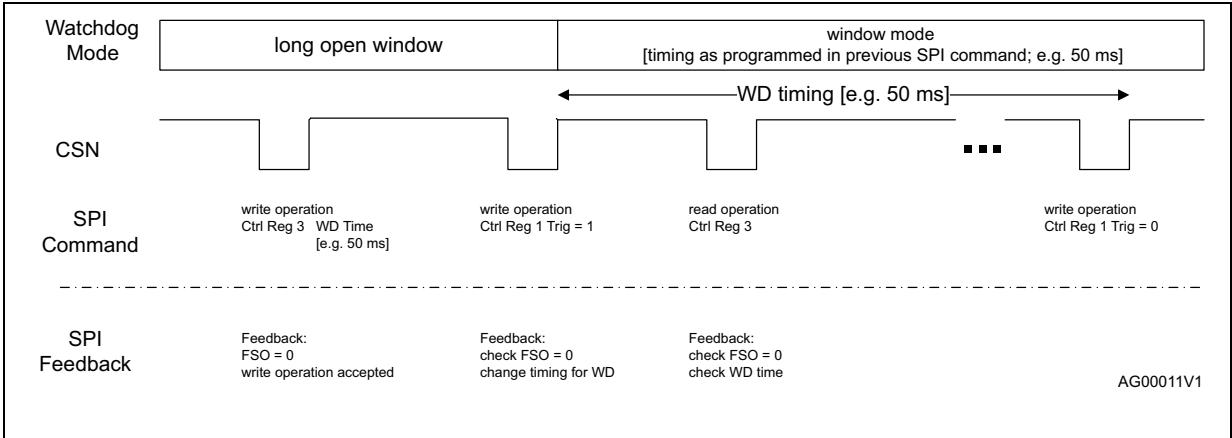 Watchdog
Mode
long open window
window mode
[timing as programmed in previous SPI command; e.g. 50 ms]
WD timing [e.g. 50 ms]
CSN
SPI
Command
write operation
Ctrl Reg 3 WD Time
[e.g. 50 ms]
write operation
Ctrl Reg 1 Trig = 1
read operation
Ctrl Reg 3
write operation
Ctrl Reg 1 Trig = 0
SPI
Feedback
Feedback:
FSO = 0
write operation accepted
Feedback:
check FSO = 0
change timing for WD
Feedback:
check FSO = 0
check WD time
AG00011V1